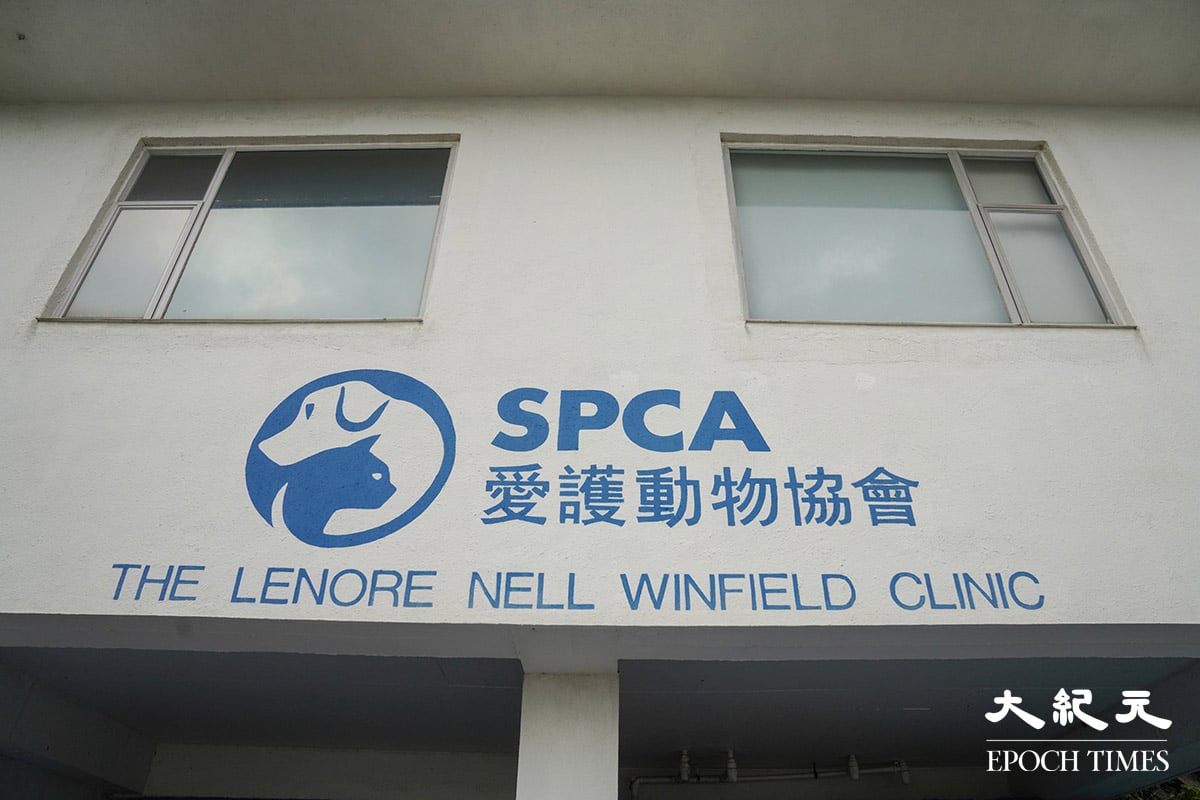 SPCA
愛護動物協會
THE LENORE NELL WINFIELD CLINIC
大紀元
EPOCH TIMES